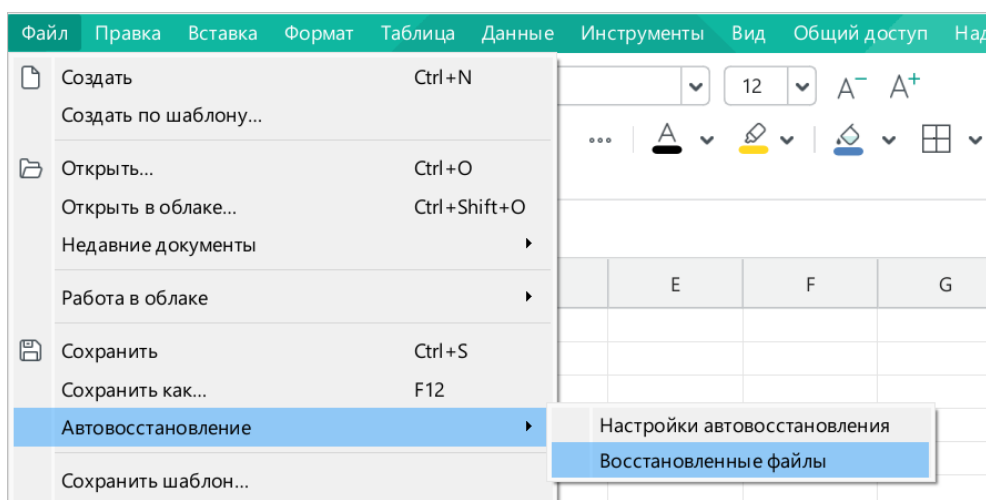 Файл Правка Вставка Формат Таблица Данные Инструменты Вид Общий доступ Над
Создать Ctrl+N
12 A− A+
Создать по шаблону...
A
Открыть... Ctrl+O
Открыть в облаке... Ctrl+Shift+O
Недавние документы
Работа в облаке
E F G
Сохранить Ctrl+S
Сохранить как... F12
Автовосстановление
Настройки автовосстановления
Восстановленные файлы
Сохранить шаблон...